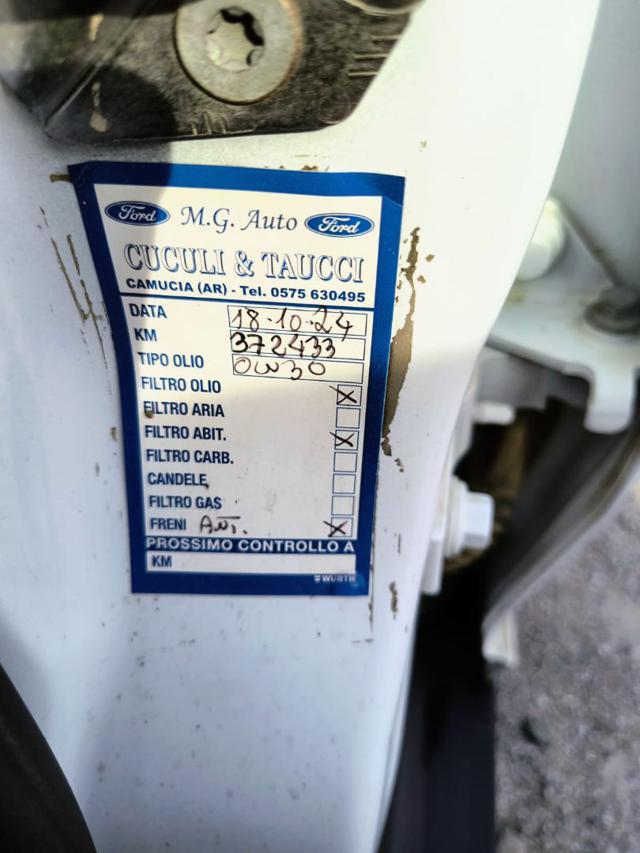 Ford M.G. Auto Ford
CUCULI & TAUCCI
CAMUCIA (AR) - Tel. 0575 630495
DATA 18.10.24
KM 372433
TIPO OLIO 0W30
FILTRO OLIO X
FILTRO ARIA
FILTRO ABIT. X
FILTRO CARB.
CANDELE
FILTRO GAS
FRENI Ant. X
PROSSIMO CONTROLLO A
KM
WÜRTH